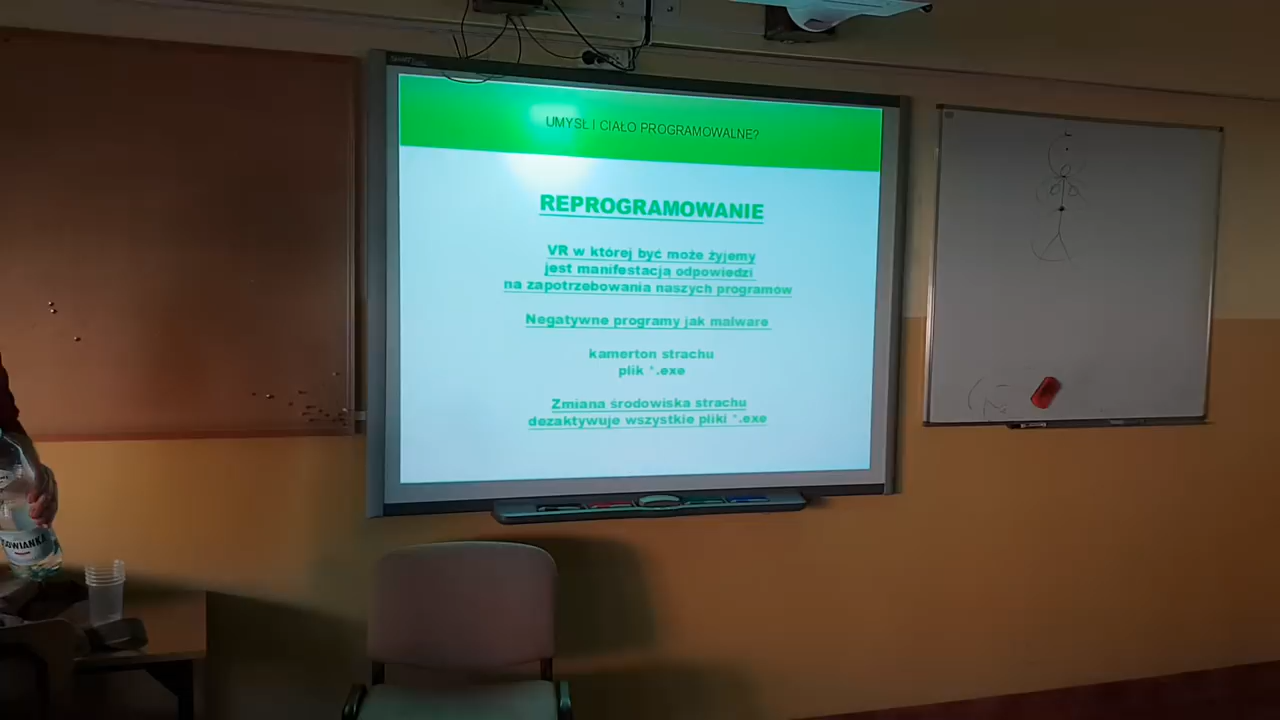 UMYSŁ I CIAŁO PROGRAMOWALNE?
REPROGRAMOWANIE
VR w której być może żyjemy
jest manifestacją odpowiedzi
na zapotrzebowania naszych programów
Negatywne programy jak malware
kamerton strachu
plik *.exe
Zmiana środowiska strachu
dezaktywuje wszystkie pliki *.exe